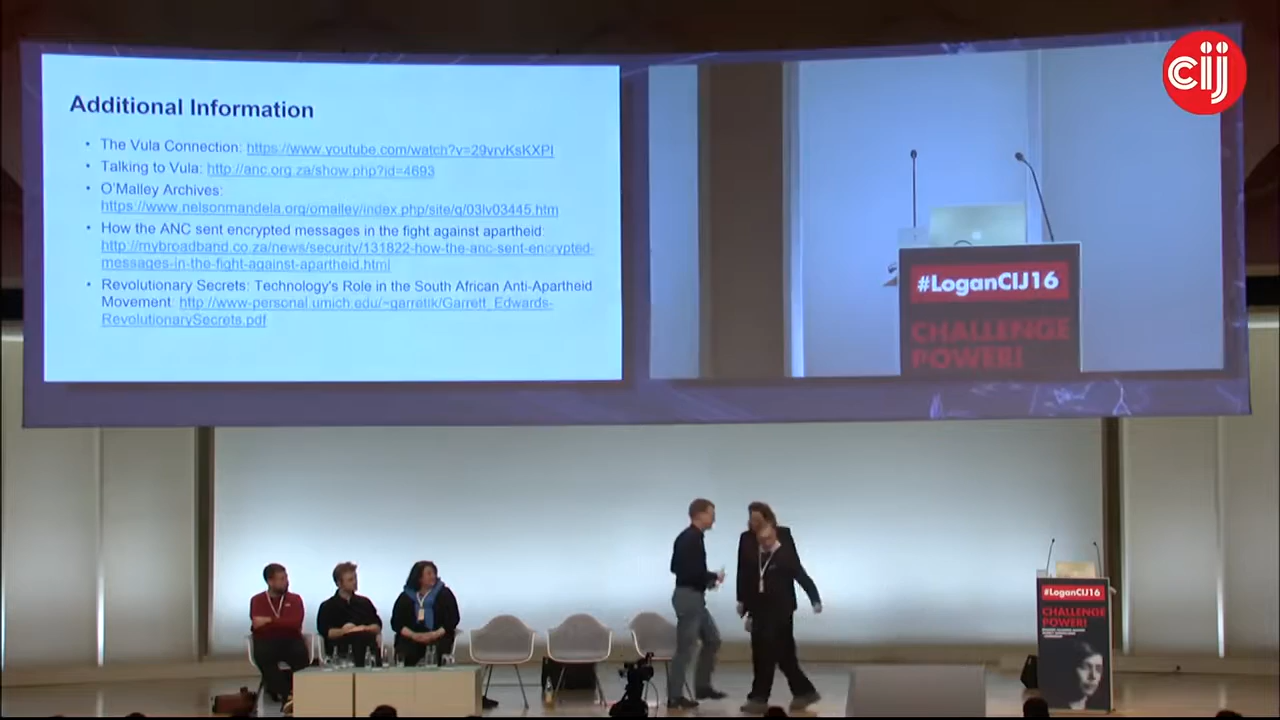 cij
Additional Information
• The Vula Connection: https://www.youtube.com/watch?v=29vrvKsKXPI
• Talking to Vula: http://anc.org.za/show.php?id=4693
• O'Malley Archives:
https://www.nelsonmandela.org/omalley/index.php/site/q/03lv03445.htm
• How the ANC sent encrypted messages in the fight against apartheid:
http://mybroadband.co.za/news/security/131822-how-the-anc-sent-encrypted-
messages-in-the-fight-against-apartheid.html
• Revolutionary Secrets: Technology's Role in the South African Anti-Apartheid
Movement: http://www-personal.umich.edu/~garretik/Garrett_Edwards-
RevolutionarySecrets.pdf
#LoganCIJ16
CHALLENGE
POWER!
#LoganCIJ16
CHALLENGE
POWER!